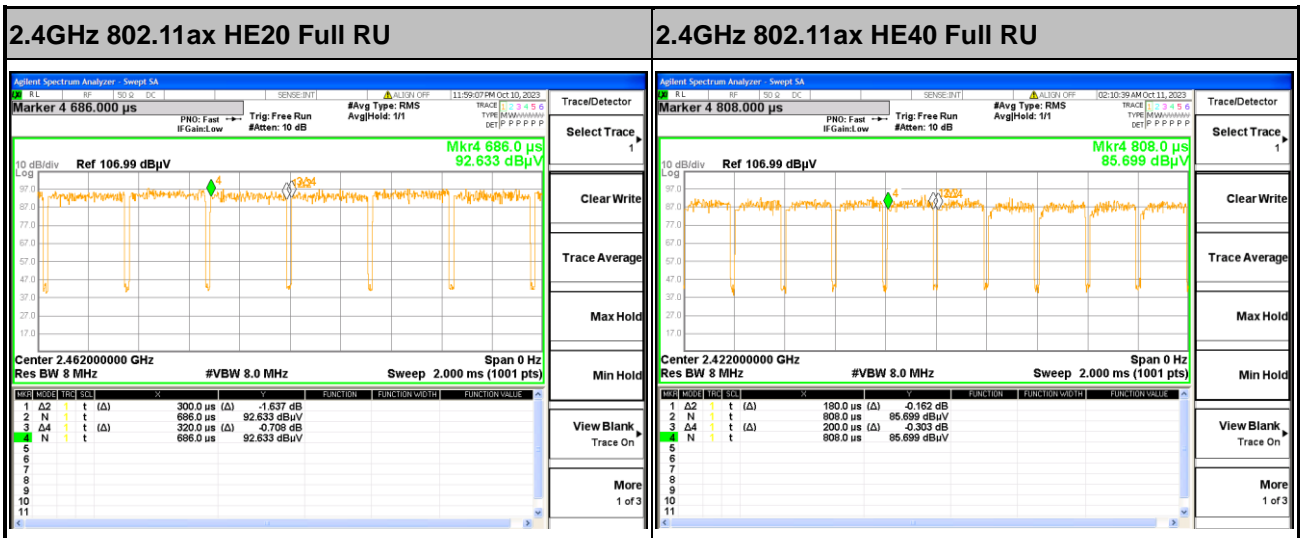 2.4GHz 802.11ax HE20 Full RU
Agilent Spectrum Analyzer - Swept SA
RL RF 50 Ω DC SENSE:INT ALIGN OFF 11:59:07 PM Oct 10, 2023
Marker 4 686.000 µs
PNO: Fast Trig: Free Run
IFGain:Low #Atten: 10 dB
#Avg Type: RMS
Avg|Hold: 1/1
TRACE 1 2 3 4 5 6
TYPE
DET P P P P P P
Mkr4 686.0 µs
92.633 dBµV
10 dB/div Ref 106.99 dBµV
Log
97.0
87.0
77.0
67.0
57.0
47.0
37.0
27.0
17.0
4
Center 2.462000000 GHz Span 0 Hz
Res BW 8 MHz #VBW 8.0 MHz Sweep 2.000 ms (1001 pts)
MKR MODE TRC SCL X Y FUNCTION FUNCTION WIDTH FUNCTION VALUE
1 Δ2 1 t (Δ) 300.0 µs (Δ) -1.637 dB
2 N 1 t 686.0 µs 92.633 dBµV
3 Δ4 1 t (Δ) 320.0 µs (Δ) -0.708 dB
4 N 1 t 686.0 µs 92.633 dBµV
5
6
7
8
9
10
11
Trace/Detector
Select Trace
1
Clear Write
Trace Average
Max Hold
Min Hold
View Blank
Trace On
More
1 of 3
2.4GHz 802.11ax HE40 Full RU
Agilent Spectrum Analyzer - Swept SA
RL RF 50 Ω DC SENSE:INT ALIGN OFF 02:10:39 AM Oct 11, 2023
Marker 4 808.000 µs
PNO: Fast Trig: Free Run
IFGain:Low #Atten: 10 dB
#Avg Type: RMS
Avg|Hold: 1/1
TRACE 1 2 3 4 5 6
TYPE
DET P P P P P P
Mkr4 808.0 µs
85.699 dBµV
10 dB/div Ref 106.99 dBµV
Log
97.0
87.0
77.0
67.0
57.0
47.0
37.0
27.0
17.0
4
Center 2.422000000 GHz Span 0 Hz
Res BW 8 MHz #VBW 8.0 MHz Sweep 2.000 ms (1001 pts)
MKR MODE TRC SCL X Y FUNCTION FUNCTION WIDTH FUNCTION VALUE
1 Δ2 1 t (Δ) 180.0 µs (Δ) -0.162 dB
2 N 1 t 808.0 µs 85.699 dBµV
3 Δ4 1 t (Δ) 200.0 µs (Δ) -0.303 dB
4 N 1 t 808.0 µs 85.699 dBµV
5
6
7
8
9
10
11
Trace/Detector
Select Trace
1
Clear Write
Trace Average
Max Hold
Min Hold
View Blank
Trace On
More
1 of 3